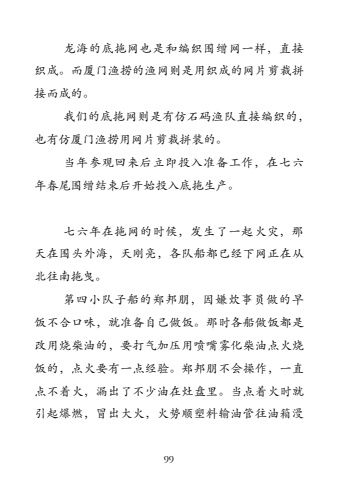 龙海的底拖网也是和编织围增网一样，直接
织成。而厦门渔捞的渔网则是用织成的网片剪裁拼
接而成的。
我们的底拖网则是有仿石码渔队直接编织的，
也有仿厦门渔捞用网片剪裁拼装的。
当年参观回来后立即投入准备工作，在七六
年春尾围增结束后开始投入底拖生产。
七六年在拖网的时候，发生了一起火灾，那
天在围头外海，天刚亮，各队船都已经下网正在从
北往南拖曳。
第四小队子船的郑邦朋，因嫌炊事员做的早
饭不合口味，就准备自己做饭。那时各船做饭都是
改用烧柴油的，要打气加压用喷嘴雾化柴油点火烧
饭的，点火要有一点经验。郑邦朋不会操作，一直
点不着火，漏出了不少油在灶盘里。当点着火时就
引起爆燃，冒出大火，火势顺塑料输油管往油箱漫
99